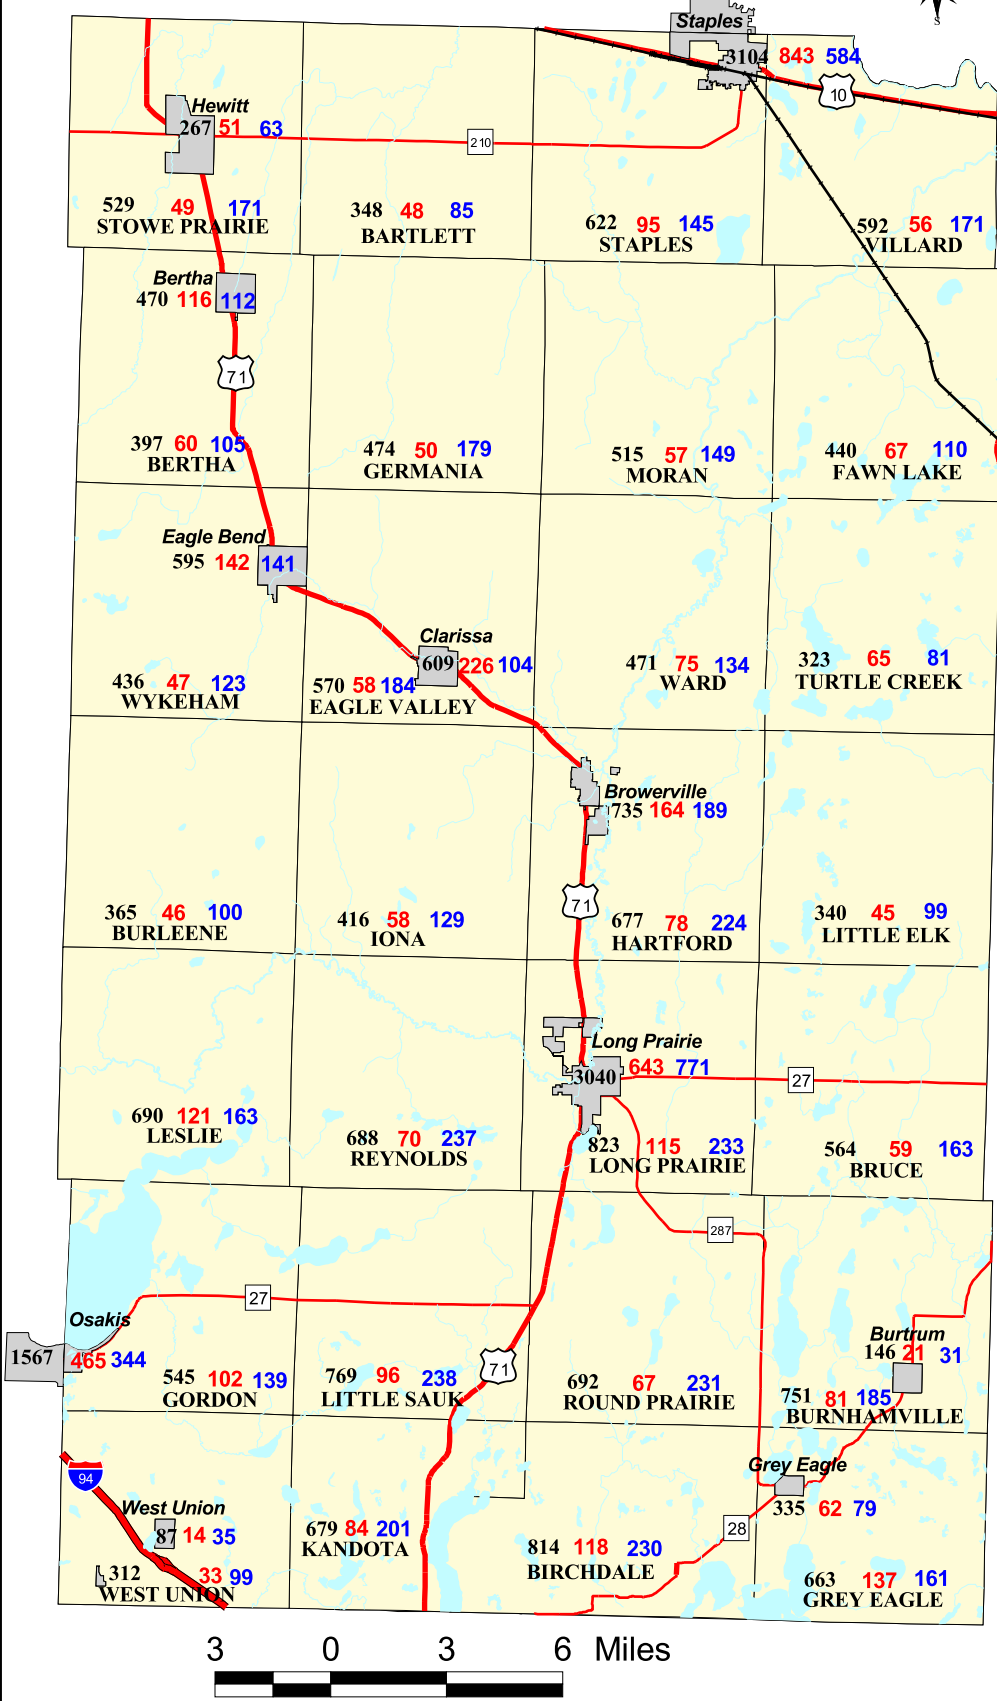 S
Staples
3104 843 584
10
Hewitt
267 51 63
210
529 49 171
STOWE PRAIRIE
348 48 85
BARTLETT
622 95 145
STAPLES
592 56 171
VILLARD
Bertha
470 116 112
71
397 60 105
BERTHA
474 50 179
GERMANIA
515 57 149
MORAN
440 67 110
FAWN LAKE
Eagle Bend
595 142 141
Clarissa
609 226 104
436 47 123
WYKEHAM
570 58 184
EAGLE VALLEY
471 75 134
WARD
323 65 81
TURTLE CREEK
Browerville
735 164 189
71
365 46 100
BURLEENE
416 58 129
IONA
677 78 224
HARTFORD
340 45 99
LITTLE ELK
Long Prairie
3040 643 771
27
690 121 163
LESLIE
688 70 237
REYNOLDS
823 115 233
LONG PRAIRIE
564 59 163
BRUCE
287
27
Osakis
1567 465 344
71
545 102 139
GORDON
769 96 238
LITTLE SAUK
692 67 231
ROUND PRAIRIE
Burtrum
146 21 31
751 81 185
BURNHAMVILLE
94
Grey Eagle
335 62 79
West Union
87 14 35
312 33 99
WEST UNION
679 84 201
KANDOTA
28
814 118 230
BIRCHDALE
663 137 161
GREY EAGLE
3 0 3 6 Miles